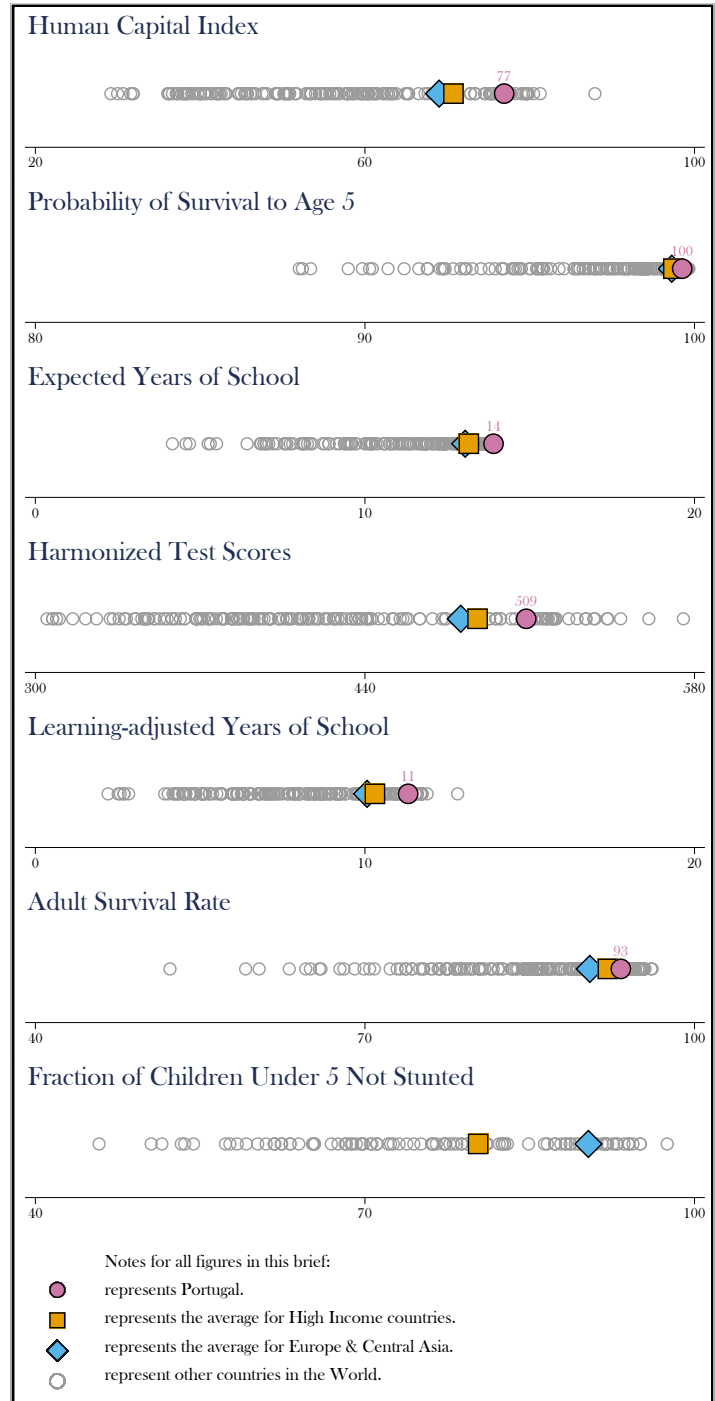 Human Capital Index
77
20 60 100
Probability of Survival to Age 5
100
80 90 100
Expected Years of School
14
0 10 20
Harmonized Test Scores
509
300 440 580
Learning-adjusted Years of School
11
0 10 20
Adult Survival Rate
93
40 70 100
Fraction of Children Under 5 Not Stunted
40 70 100
Notes for all figures in this brief:
represents Portugal.
represents the average for High Income countries.
represents the average for Europe & Central Asia.
represent other countries in the World.